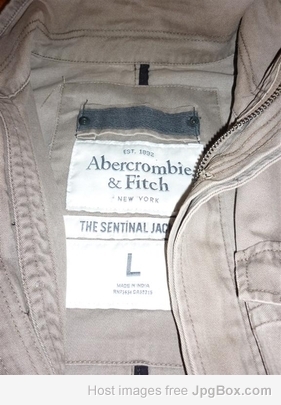 EST. 1892
Abercrombie
& Fitch
NEW YORK
THE SENTINAL JAC
L
MADE IN INDIA
Host images free JpgBox.com